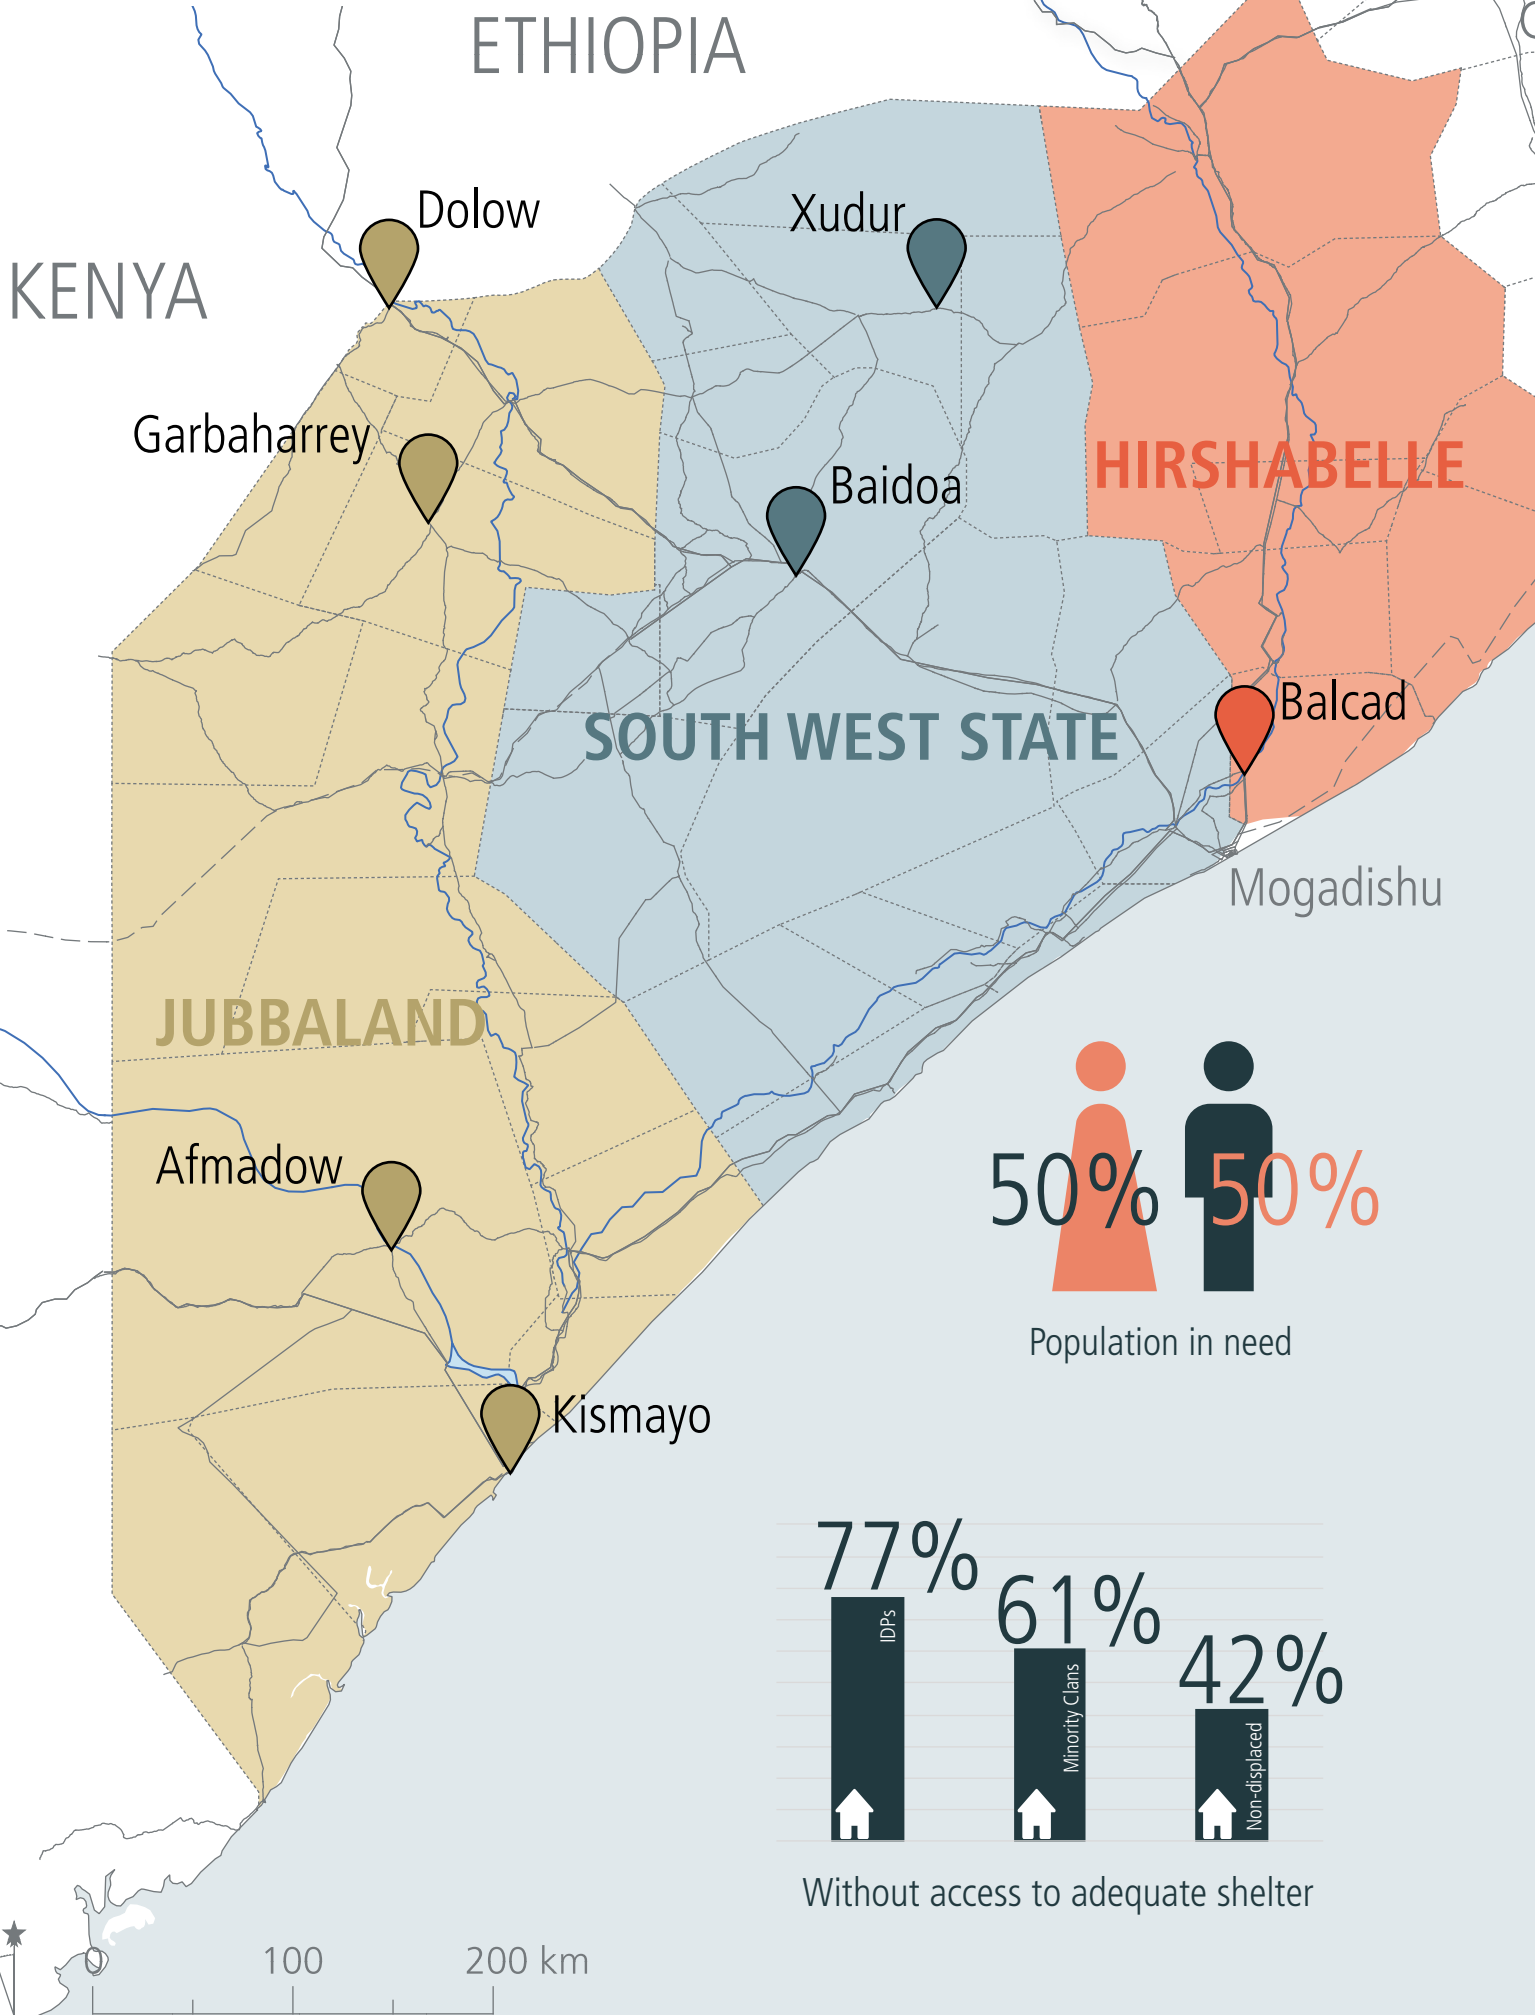 ETHIOPIA
Dolow
Xudur
KENYA
Garbaharrey
Baidoa
HIRSHABELLE
Balcad
SOUTH WEST STATE
Mogadishu
JUBBALAND
Afmadow
50%
50%
Population in need
Kismayo
77%
IDPs
61%
Minority Clans
42%
Non-displaced
Without access to adequate shelter
0
100
200 km